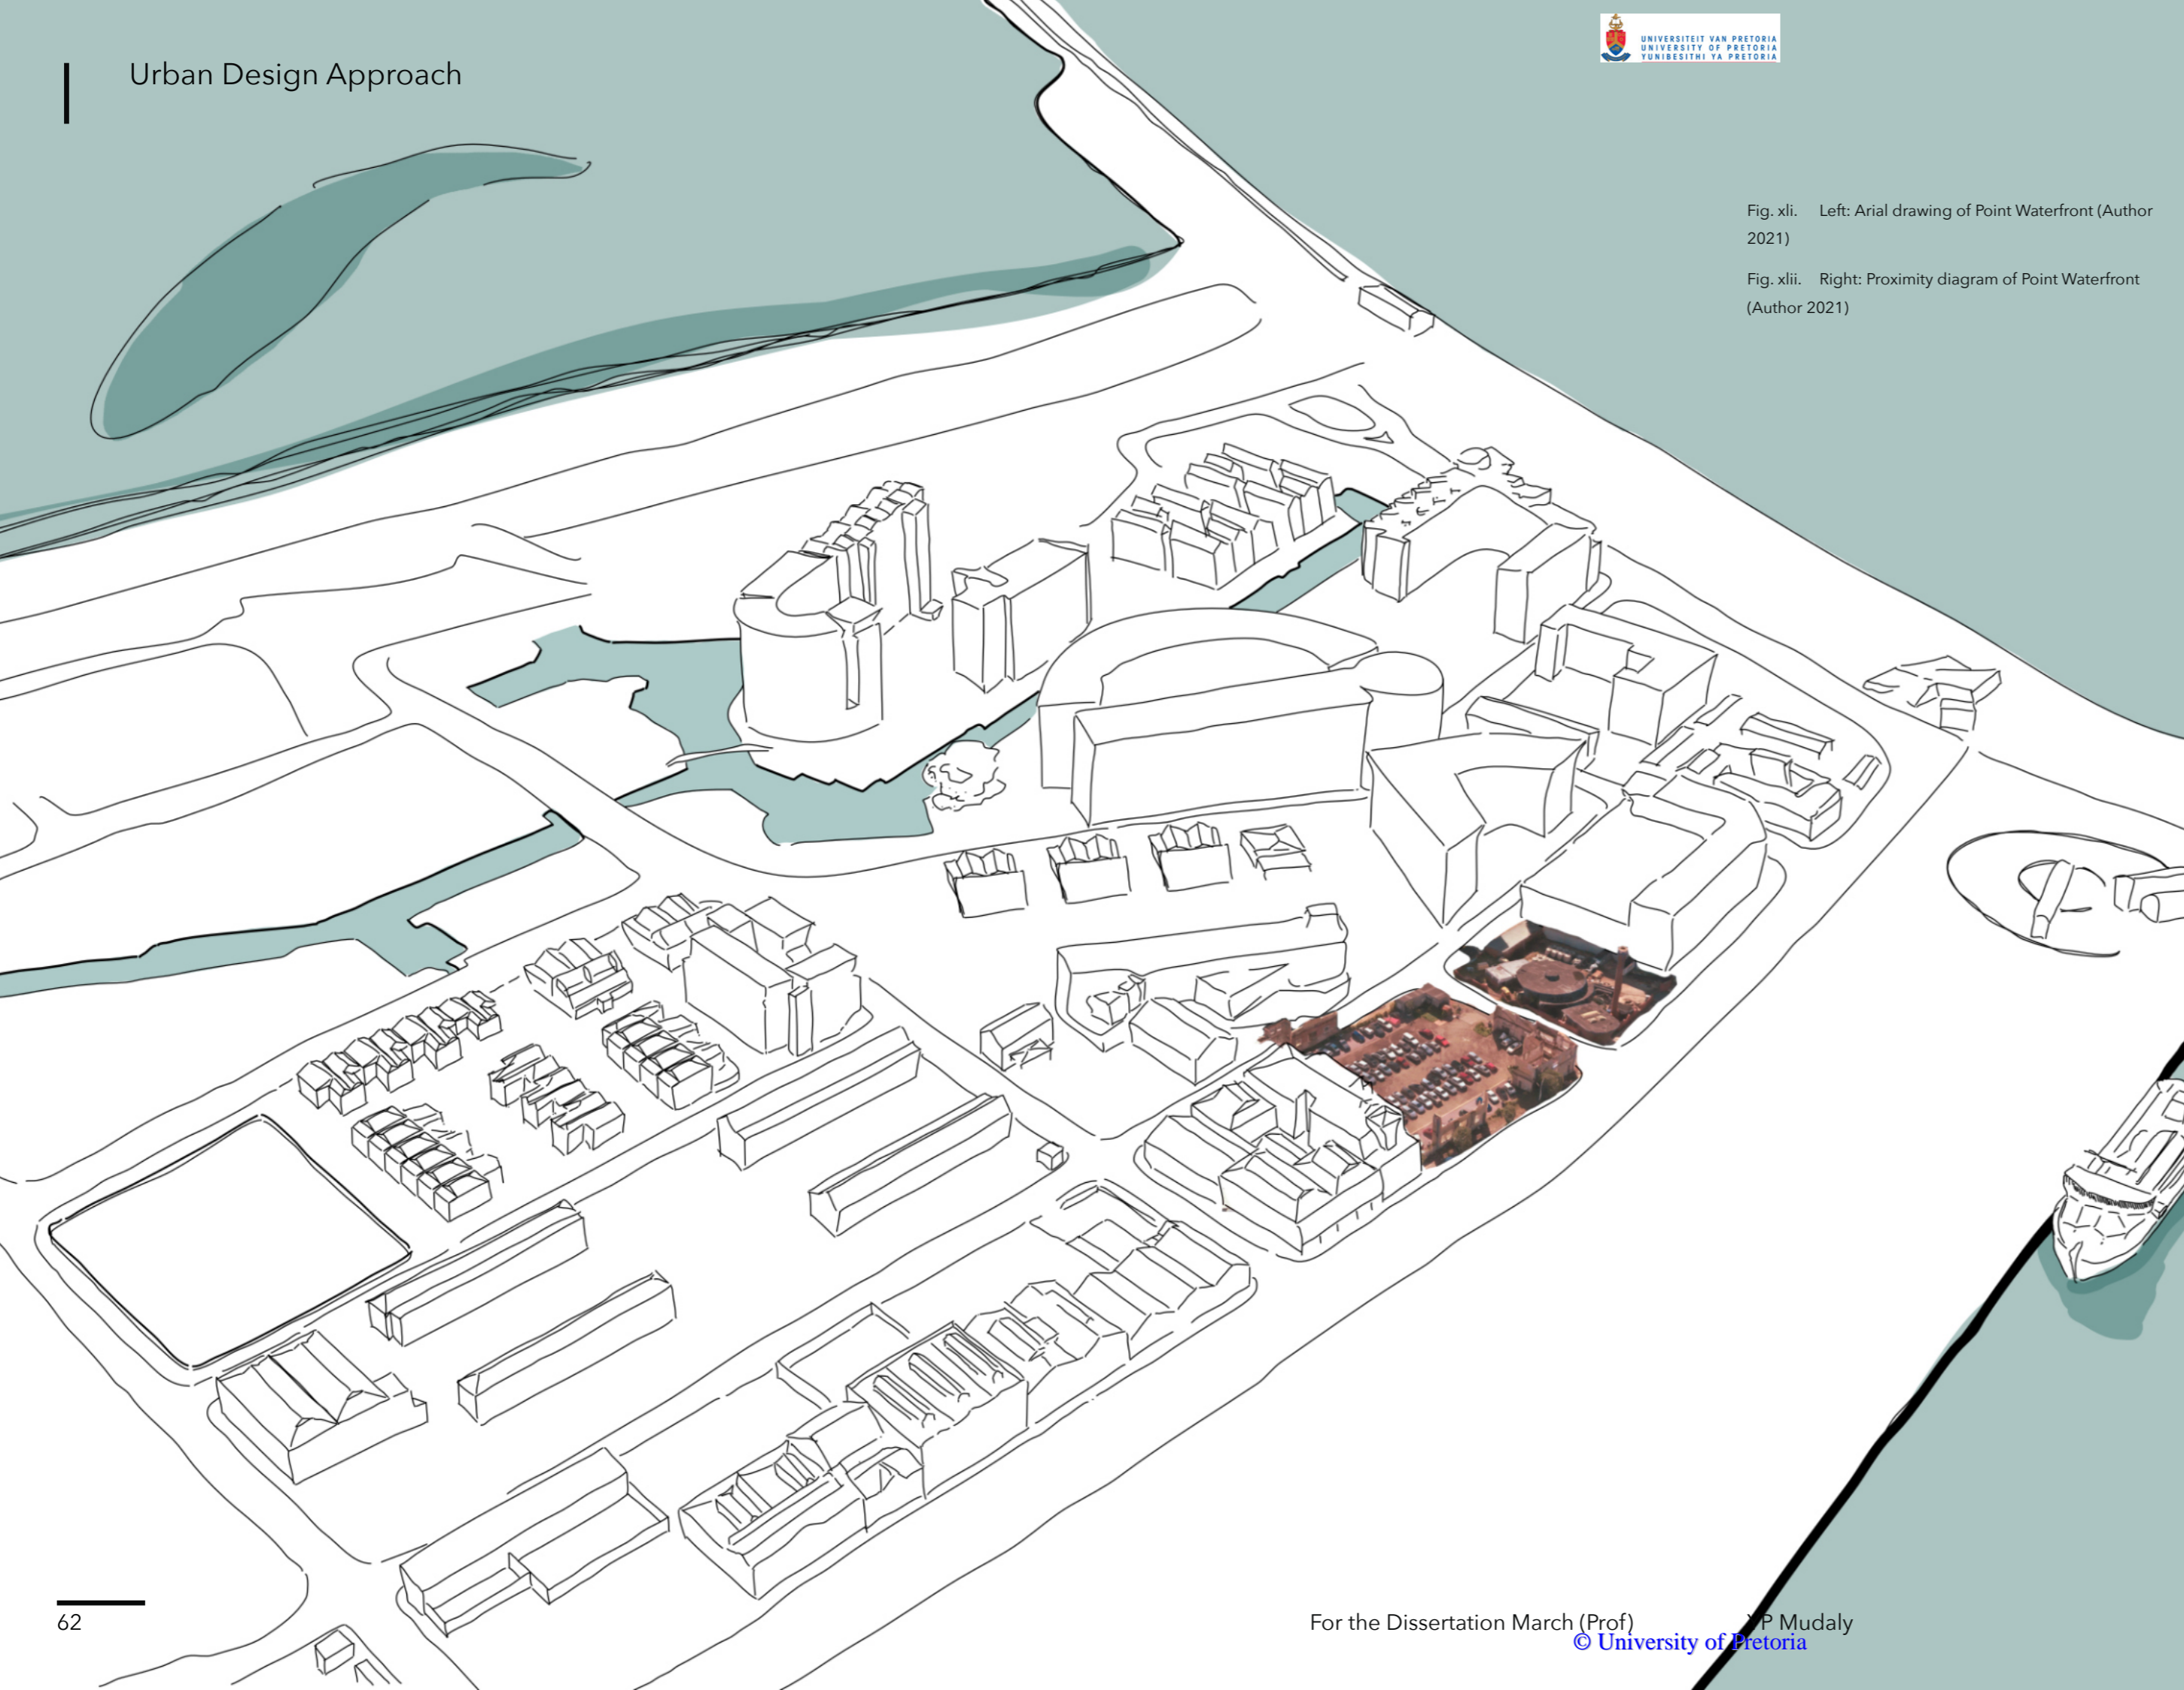 Urban Design Approach
UNIVERSITEIT VAN PRETORIA
UNIVERSITY OF PRETORIA
YUNIBESITHI YA PRETORIA
Fig. xli. Left: Arial drawing of Point Waterfront (Author
2021)
Fig. xlii. Right: Proximity diagram of Point Waterfront
(Author 2021)
62
For the Dissertation March (Prof) YP Mudaly
© University of Pretoria